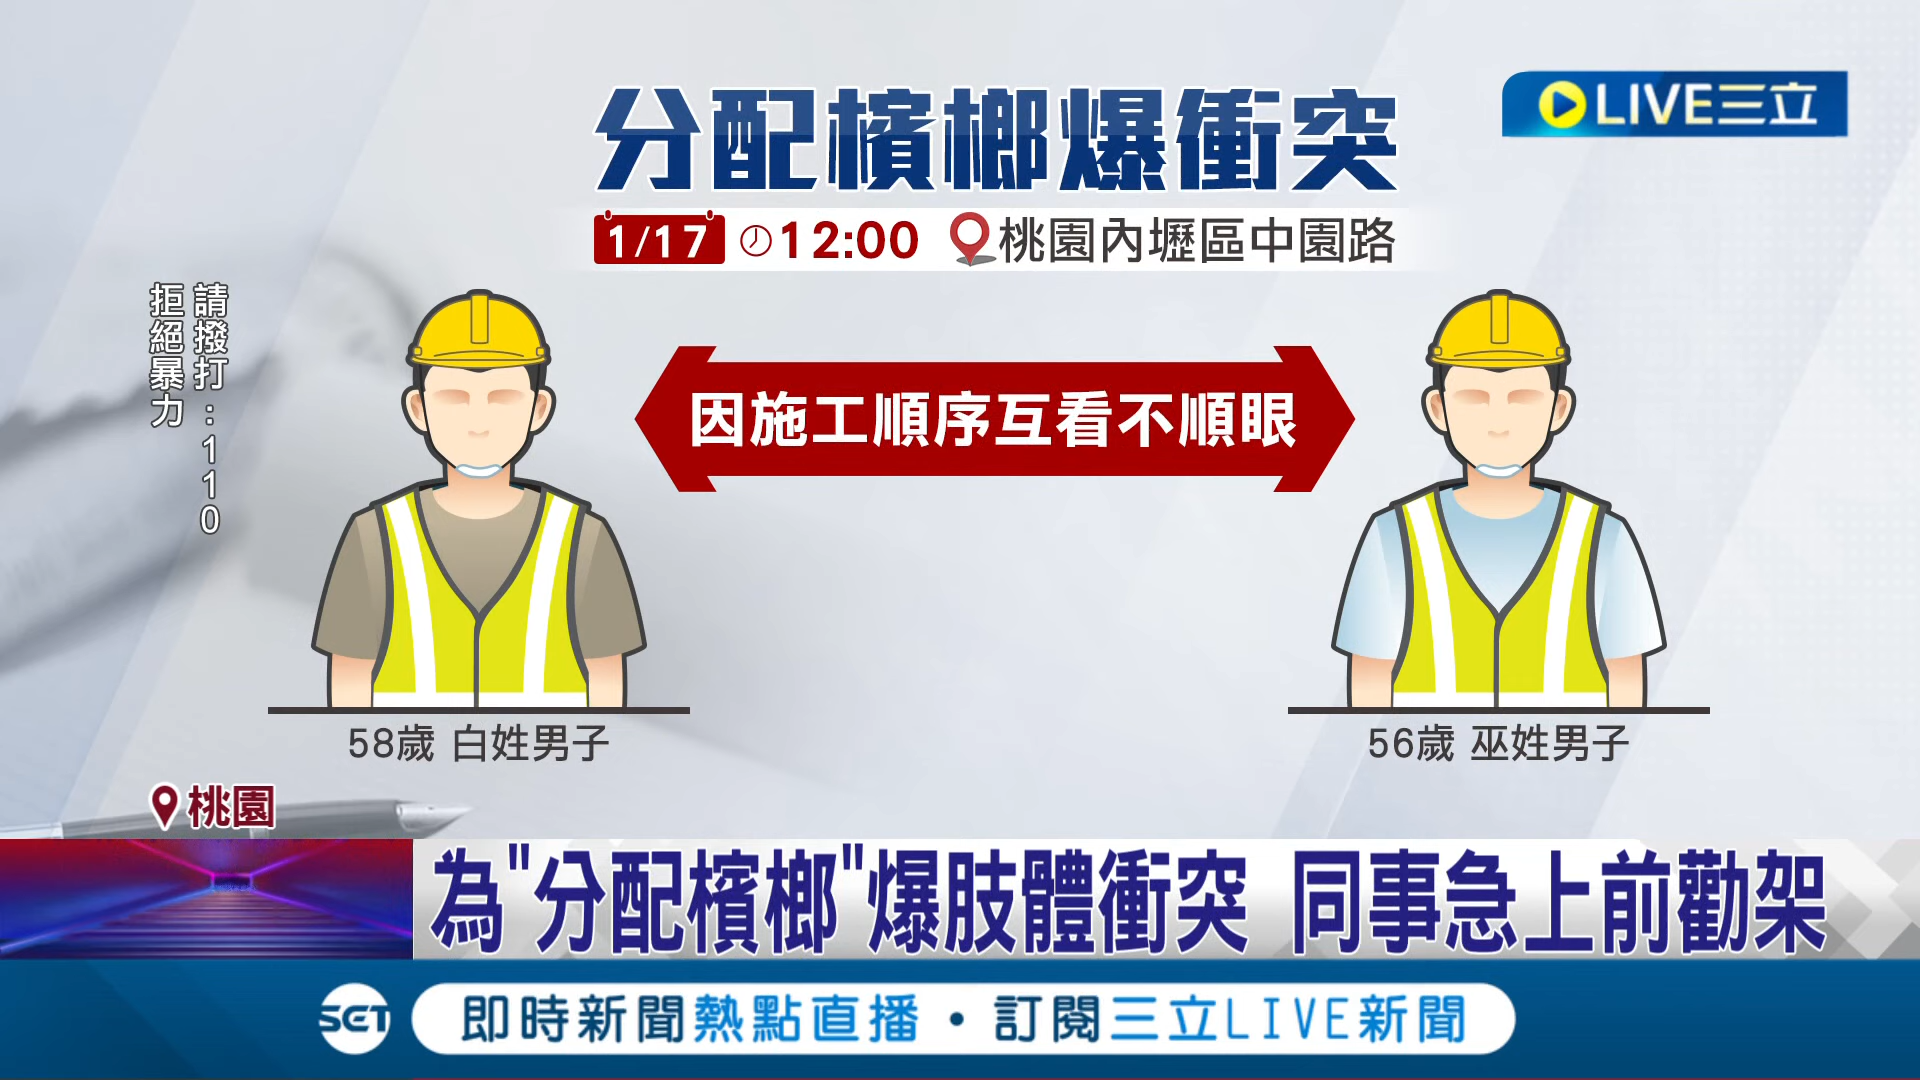 分配檳榔爆衝突
LIVE三立
1/17 12:00 桃園內壢區中園路
請撥打:110
拒絕暴力
因施工順序互看不順眼
58歲 白姓男子
56歲 巫姓男子
桃園
為"分配檳榔"爆肢體衝突 同事急上前勸架
SET 即時新聞熱點直播·訂閱三立LIVE新聞